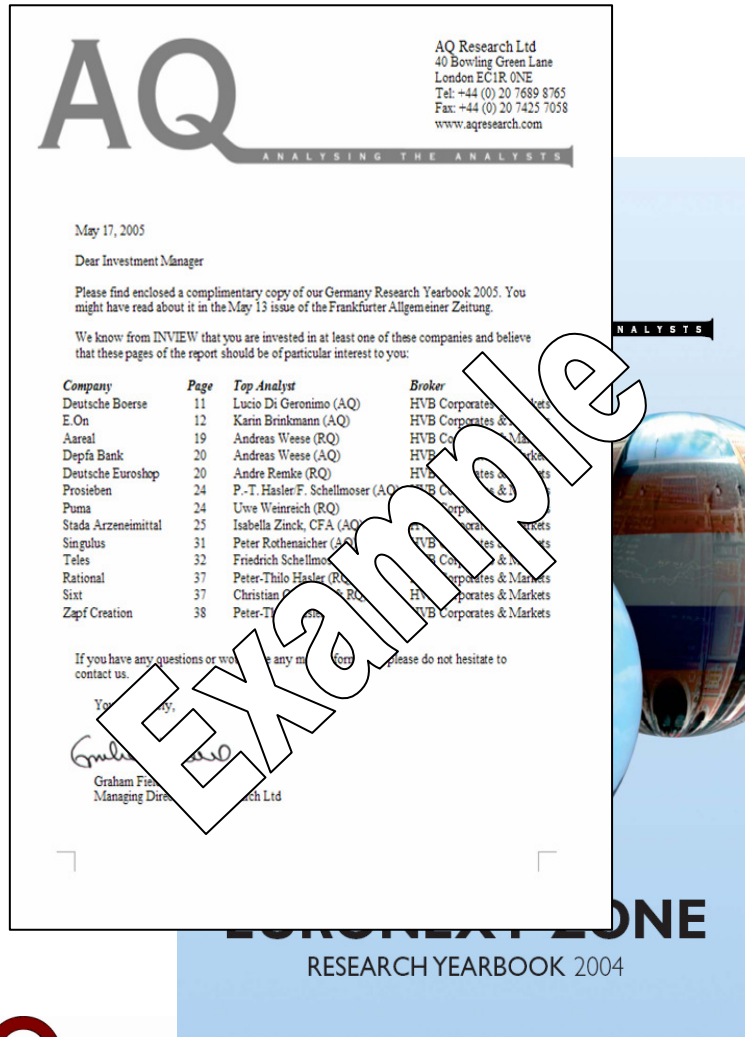 AQ
ANALYSING THE ANALYSTS
AQ Research Ltd
40 Bowling Green Lane
London EC1R 0NE
Tel: +44 (0) 20 7689 8765
Fax: +44 (0) 20 7425 7058
www.aqresearch.com
May 17, 2005
Dear Investment Manager
Please find enclosed a complimentary copy of our Germany Research Yearbook 2005. You
might have read about it in the May 13 issue of the Frankfurter Allgemeiner Zeitung.
We know from INVIEW that you are invested in at least one of these companies and believe
that these pages of the report should be of particular interest to you:
Company Page Top Analyst Broker
Deutsche Boerse 11 Lucio Di Geronimo (AQ) HVB Corporates
E.On 12 Karin Brinkmann (AQ) HVB Corporates &
Aareal 19 Andreas Weese (RQ) HVB
Depfa Bank 20 Andreas Weese (AQ) HVB
Deutsche Euroshop 20 Andre Remke (RQ) &
Prosieben 24 P.-T. Hasler/F. Schellmoser (AQ)
Puma 24 Uwe Weinreich (RQ)
Stada Arzeneimittal 25 Isabella Zinck, CFA (AQ)
Singulus 31 Peter Rothenaicher
Teles 32 Friedrich
Rational 37 Peter-Thilo Hasler & Markets
Sixt 37 Christian & Markets
Zapf Creation 38 Corporates & Markets
If you have any questions or any please do not hesitate to
contact us.
Graham
Managing Ltd
Example
NALYSTS
ZONE
RESEARCH YEARBOOK 2004